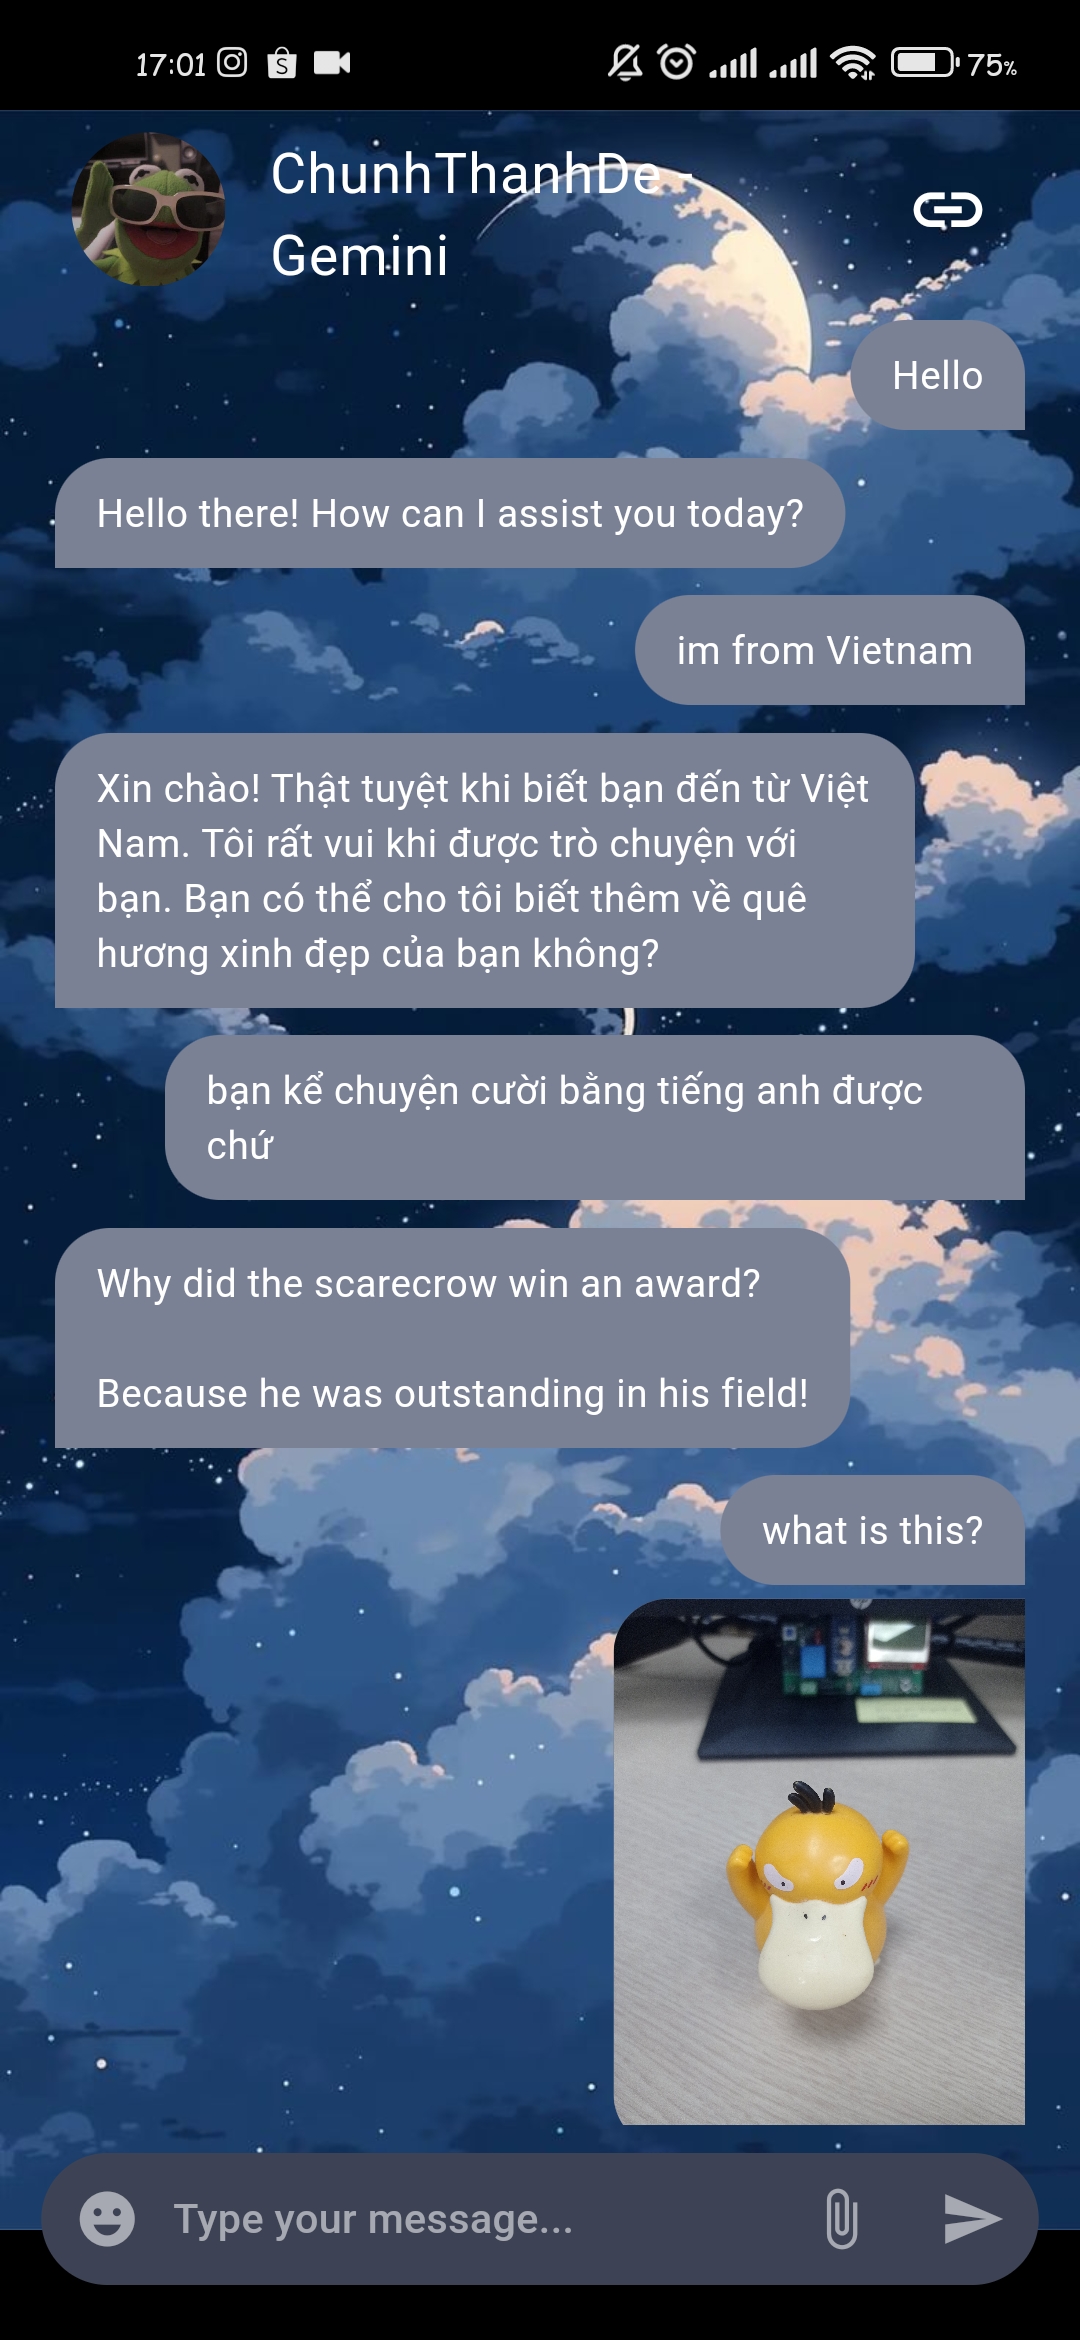 17:01
75%
ChunhThanhDe -
Gemini
Hello
Hello there! How can I assist you today?
im from Vietnam
Xin chào! Thật tuyệt khi biết bạn đến từ Việt
Nam. Tôi rất vui khi được trò chuyện với
bạn. Bạn có thể cho tôi biết thêm về quê
hương xinh đẹp của bạn không?
bạn kể chuyện cười bằng tiếng anh được
chứ
Why did the scarecrow win an award?
Because he was outstanding in his field!
what is this?
Type your message...